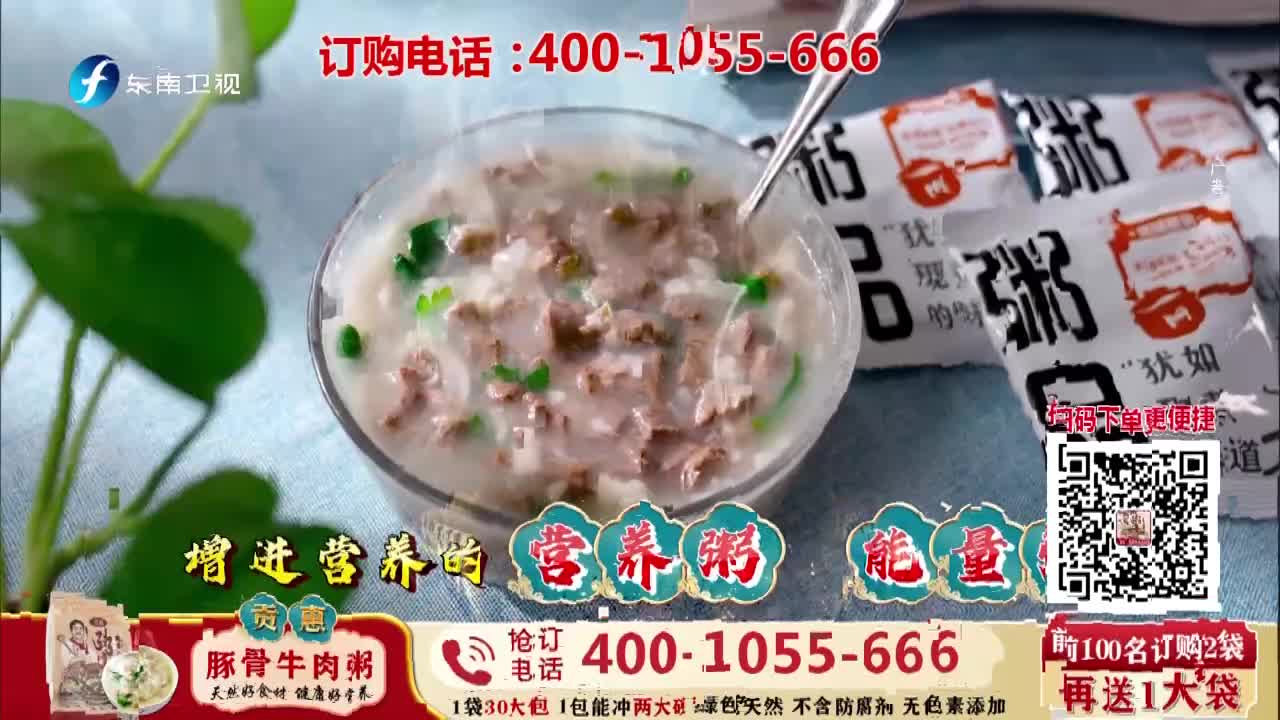 订购电话：400-1055-666
东南卫视
广告
粥
粥
粥品
"犹如
扫码下单更便捷
增进营养的 营养粥 能量
贡惠
豚骨牛肉粥
天然好食材 健康好营养
抢订电话 400-1055-666
1袋30大包 1包能冲两大碗 绿色天然 不含防腐剂 无色素添加
前100名订购2袋
再送1大袋